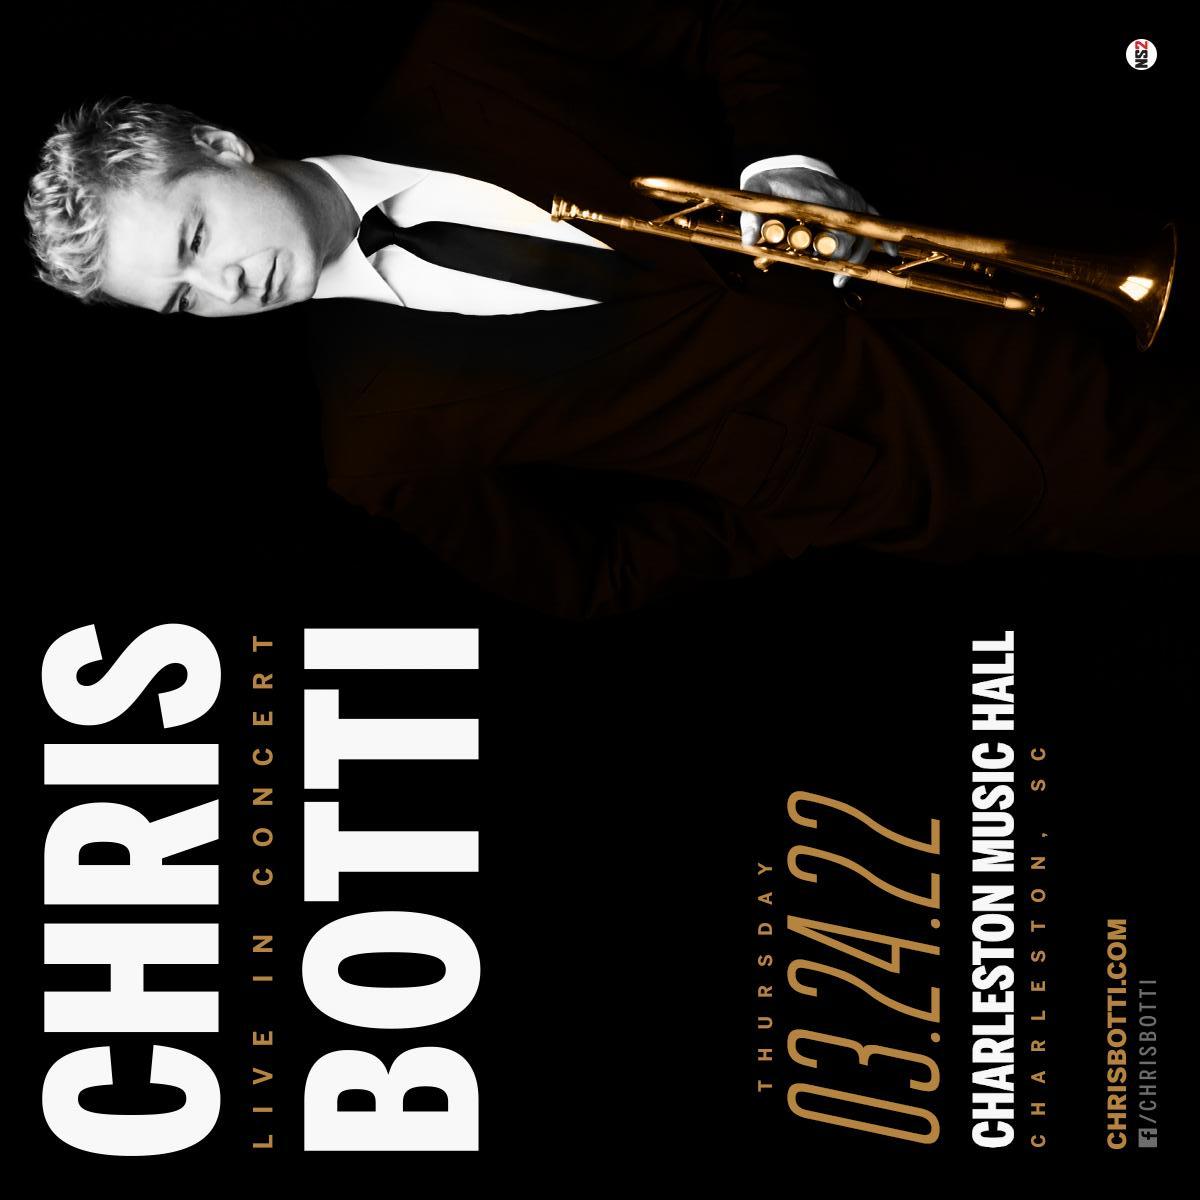 CHRIS
LIVE IN CONCERT
BOTTI
THURSDAY
03.24.22
CHARLESTON MUSIC HALL
CHARLESTON, SC
CHRISBOTTI.COM
f/CHRISBOTTI
NS2